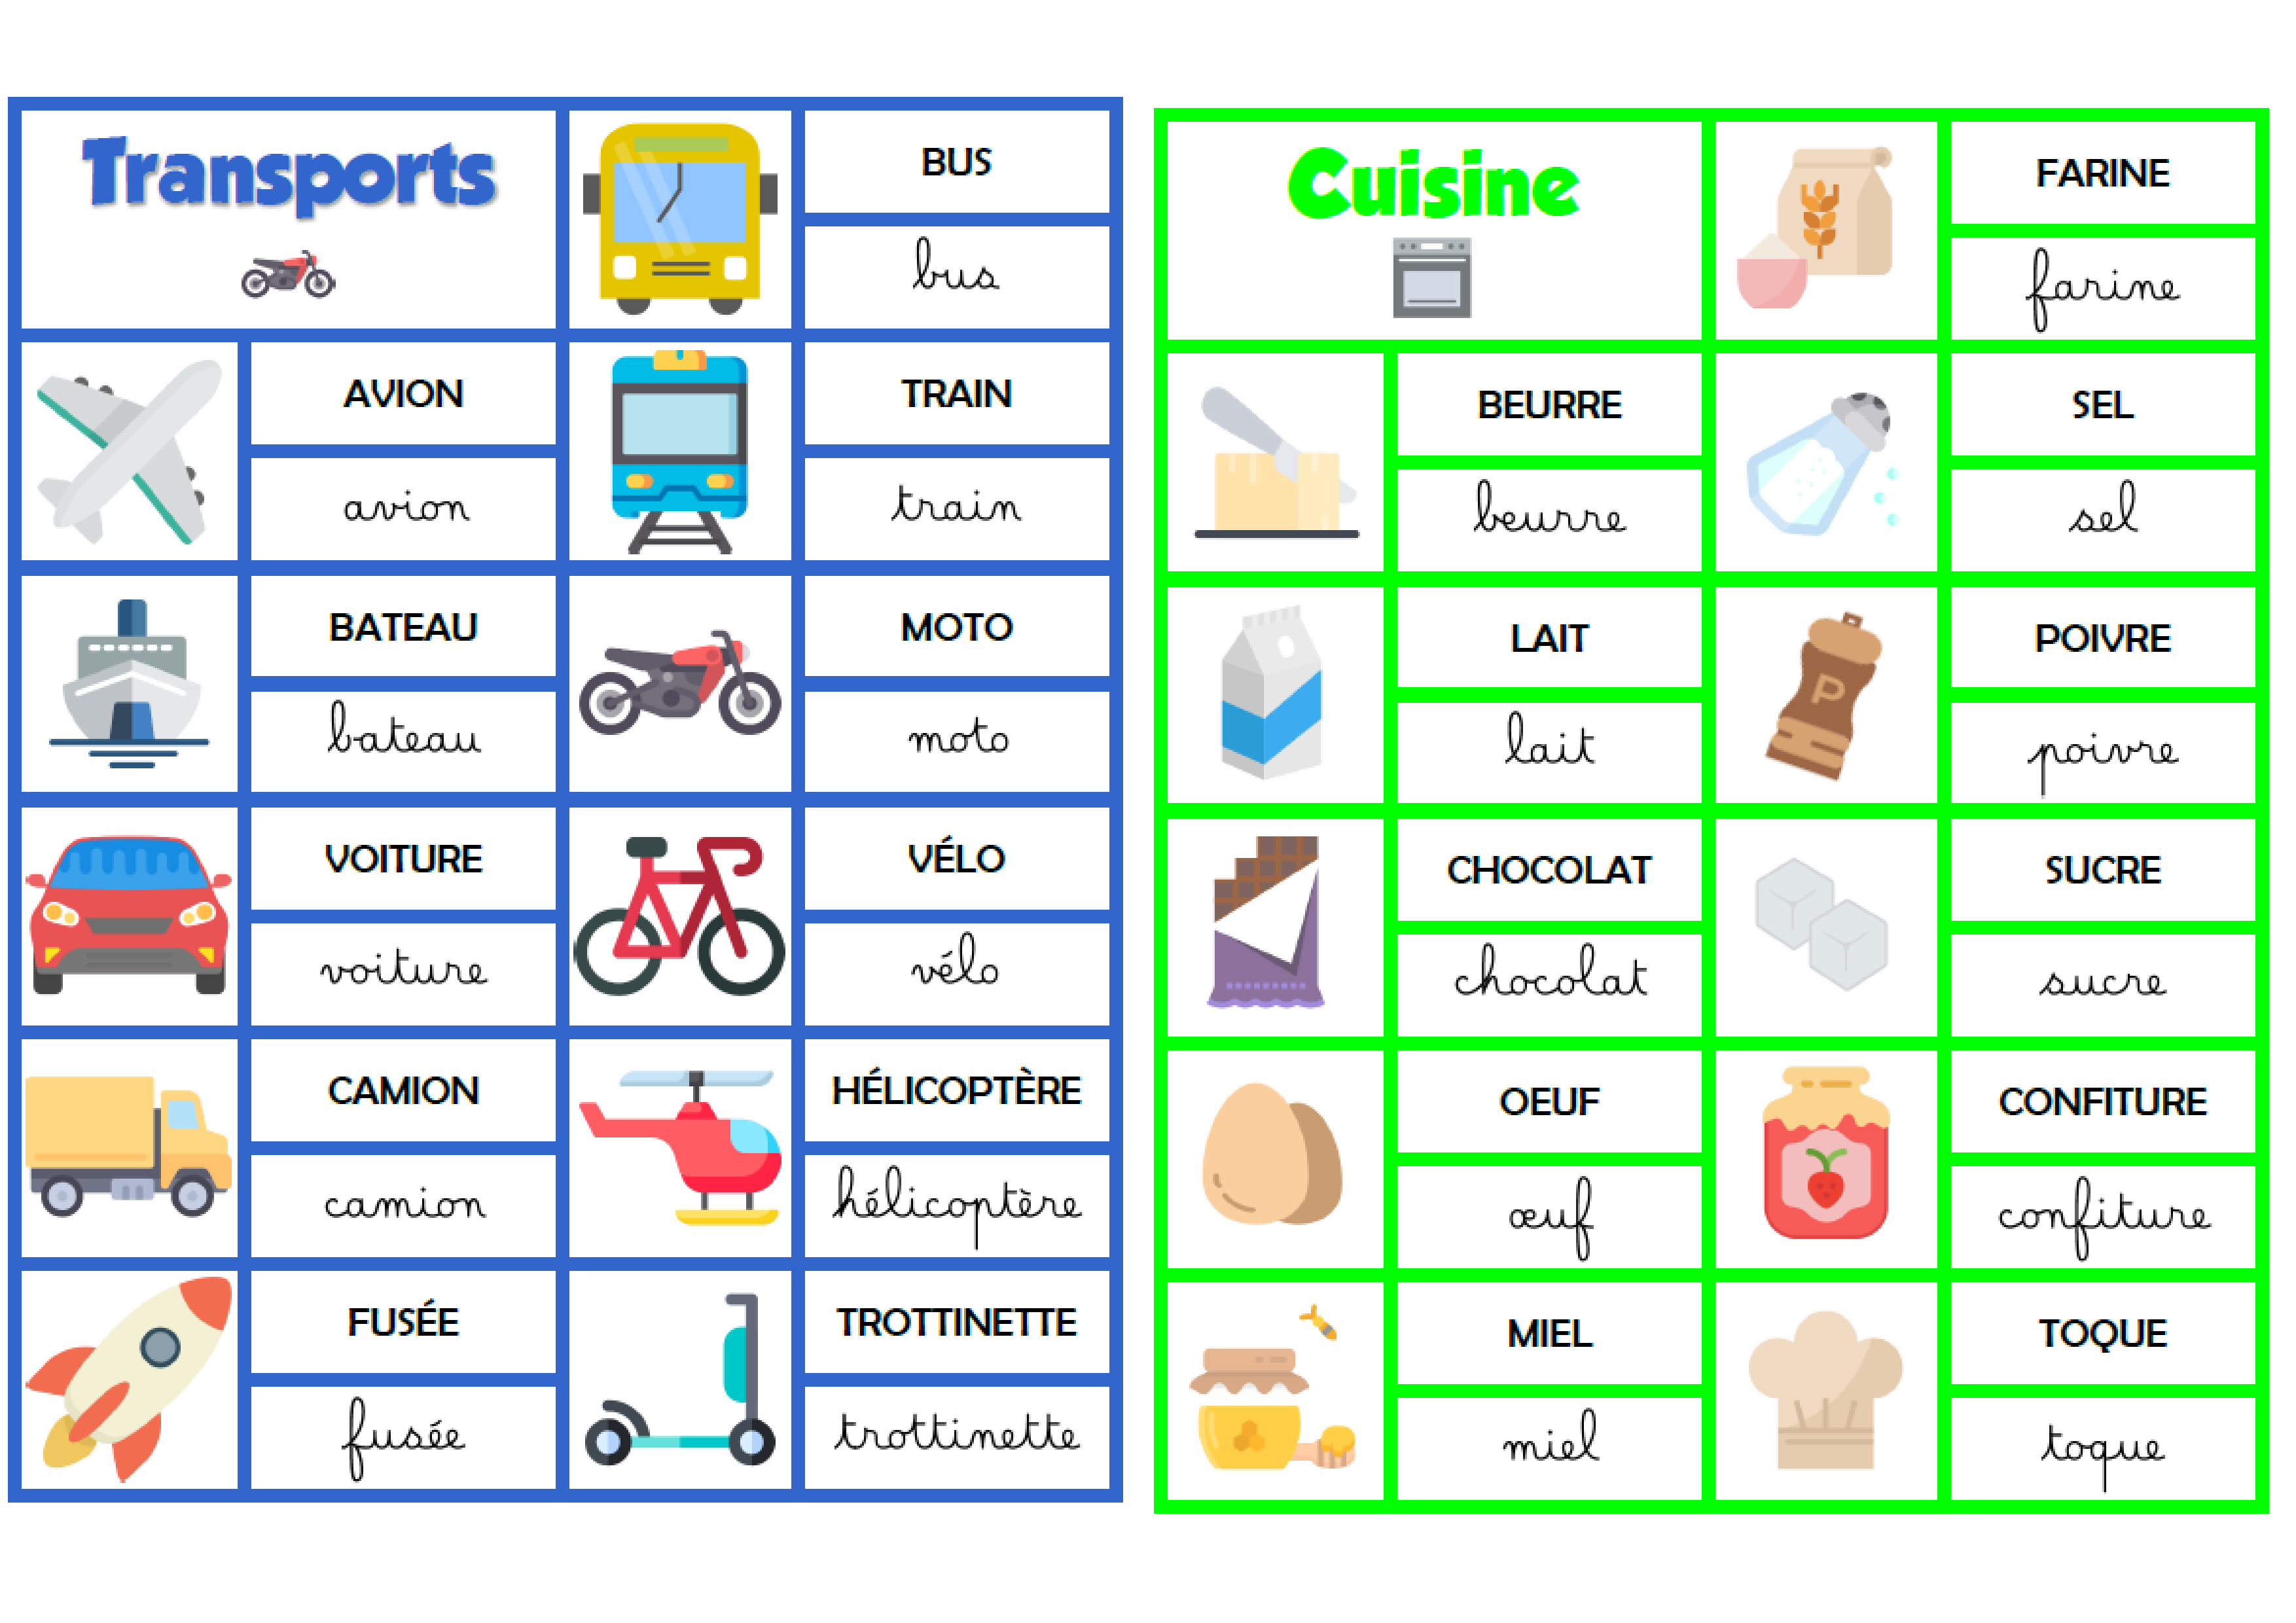 Transports
BUS
bus
AVION
avion
TRAIN
train
BATEAU
bateau
MOTO
moto
VOITURE
voiture
VÉLO
vélo
CAMION
camion
HÉLICOPTÈRE
hélicoptère
FUSÉE
fusée
TROTTINETTE
trottinette
Cuisine
FARINE
farine
BEURRE
beurre
SEL
sel
LAIT
lait
P
POIVRE
poivre
CHOCOLAT
chocolat
SUCRE
sucre
OEUF
œuf
CONFITURE
confiture
MIEL
miel
TOQUE
toque